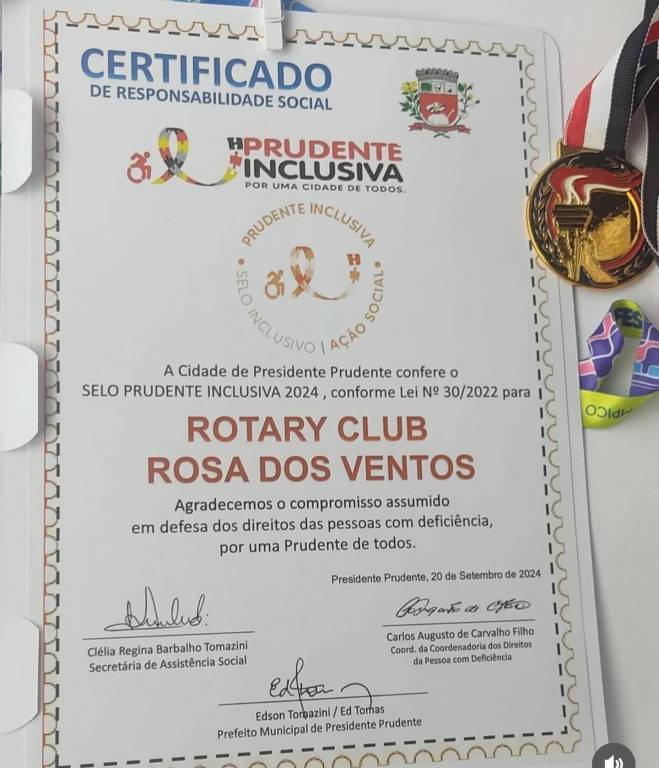 CERTIFICADO
DE RESPONSABILIDADE SOCIAL
PRUDENTE
INCLUSIVA
POR UMA CIDADE DE TODOS.
PRUDENTE INCLUSIVA
SELO INCLUSIVO | AÇÃO SOCIAL
A Cidade de Presidente Prudente confere o
SELO PRUDENTE INCLUSIVA 2024 , conforme Lei Nº 30/2022 para
ROTARY CLUB
ROSA DOS VENTOS
Agradecemos o compromisso assumido
em defesa dos direitos das pessoas com deficiência,
por uma Prudente de todos.
Presidente Prudente, 20 de Setembro de 2024
Clélia Regina Barbalho Tomazini
Secretária de Assistência Social
Carlos Augusto de Carvalho Filho
Coord. da Coordenadoria dos Direitos
da Pessoa com Deficiência
Edson Tomazini / Ed Tomas
Prefeito Municipal de Presidente Prudente